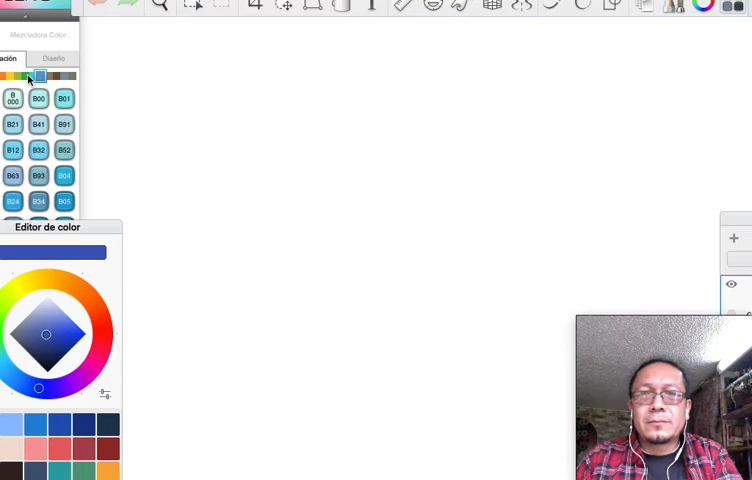 Mezcladora Color..
ación Diseño
B 000 B00 B01
B21 B41 B91
B12 B32 B52
B63 B93 B04
B24 B34 B05
Editor de color